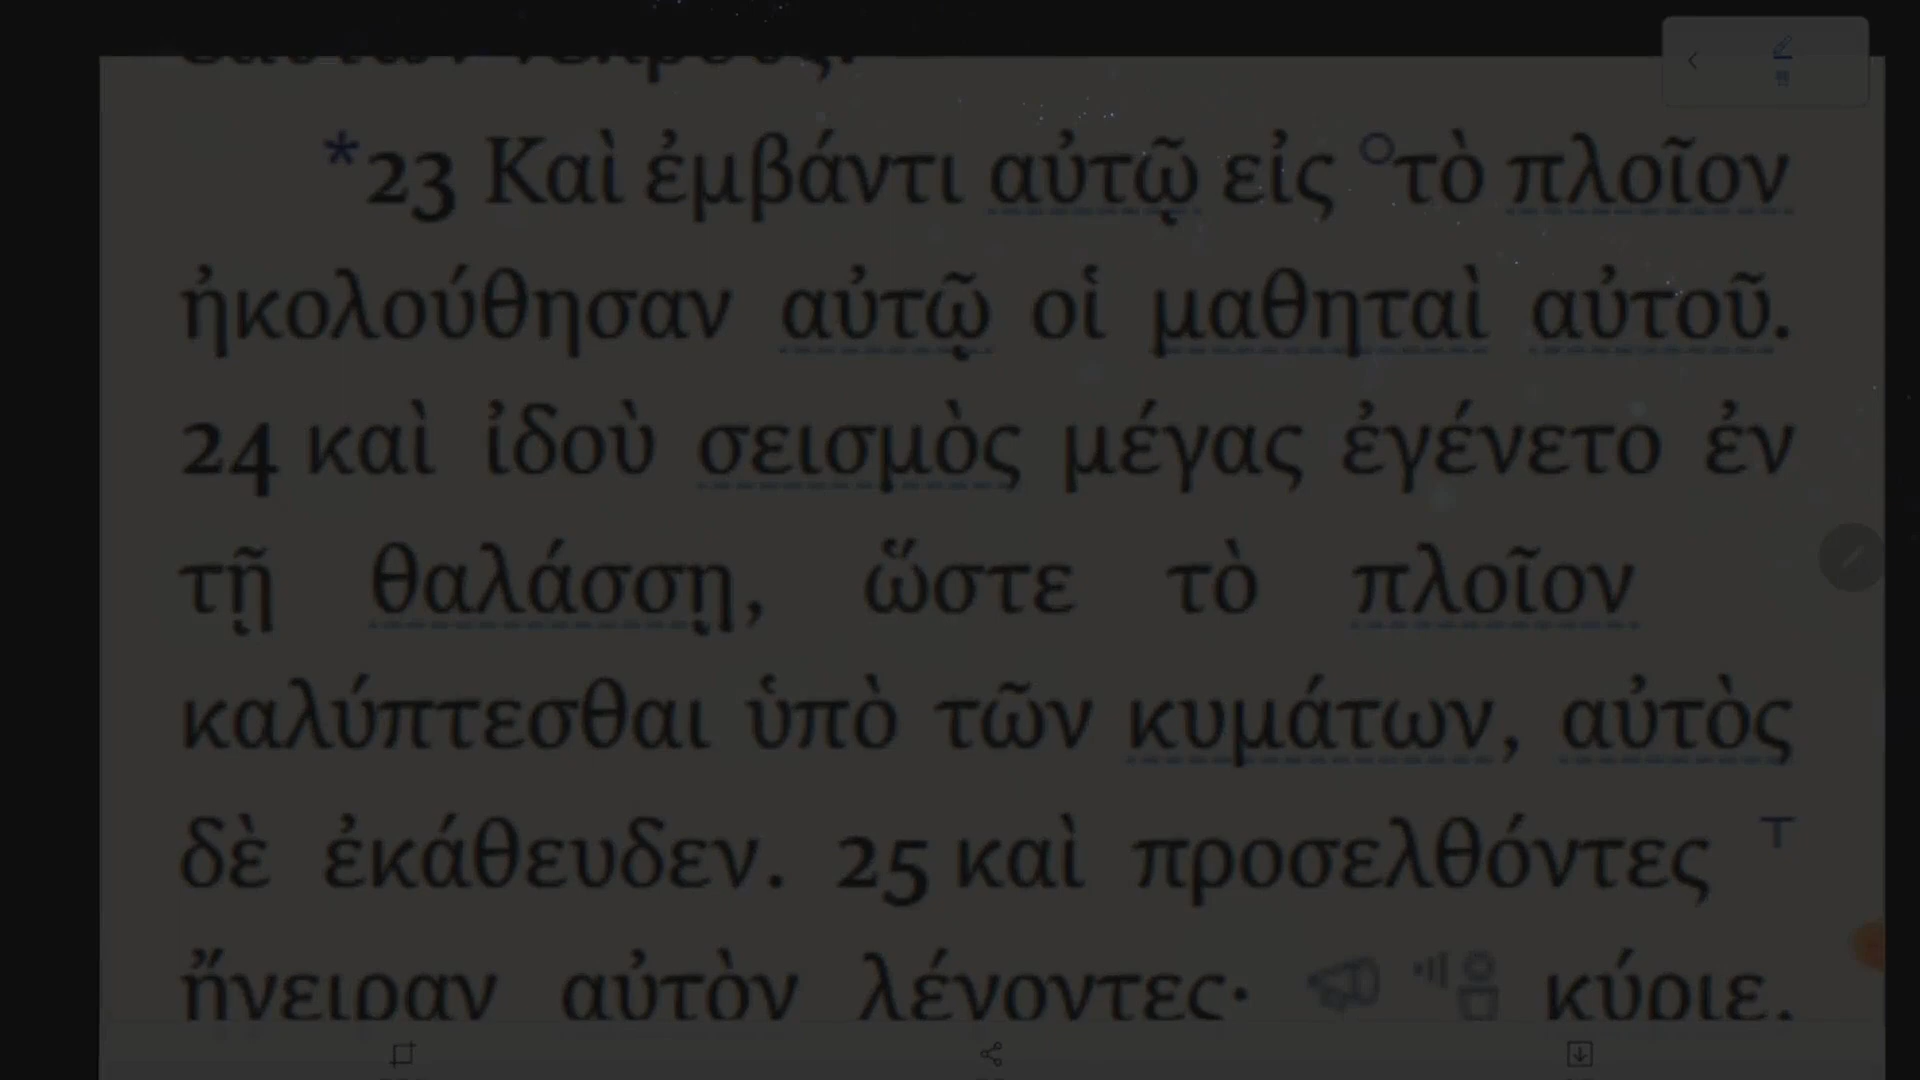 ἑαυτῶν νεκρούς.
*23 Καὶ ἐμβάντι αὐτῷ εἰς °τὸ πλοῖον
ἠκολούθησαν αὐτῷ οἱ μαθηταὶ αὐτοῦ.
24 καὶ ἰδοὺ σεισμὸς μέγας ἐγένετο ἐν
τῇ θαλάσσῃ, ὥστε τὸ πλοῖον
καλύπτεσθαι ὑπὸ τῶν κυμάτων, αὐτὸς
δὲ ἐκάθευδεν. 25 καὶ προσελθόντες ⸆
ἤγειραν αὐτὸν λέγοντες· κύριε,